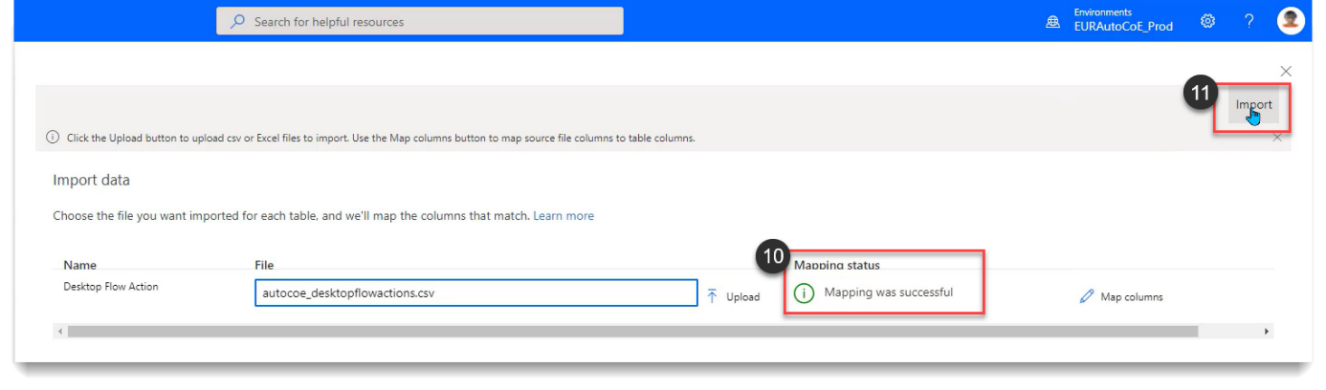 Search for helpful resources
Environments
EURAutoCoE_Prod
?
11
Import
Click the Upload button to upload csv or Excel files to import. Use the Map columns button to map source file columns to table columns.
Import data
Choose the file you want imported for each table, and we'll map the columns that match. Learn more
10
Name File Mapping status
Desktop Flow Action autocoe_desktopflowactions.csv Upload Mapping was successful Map columns